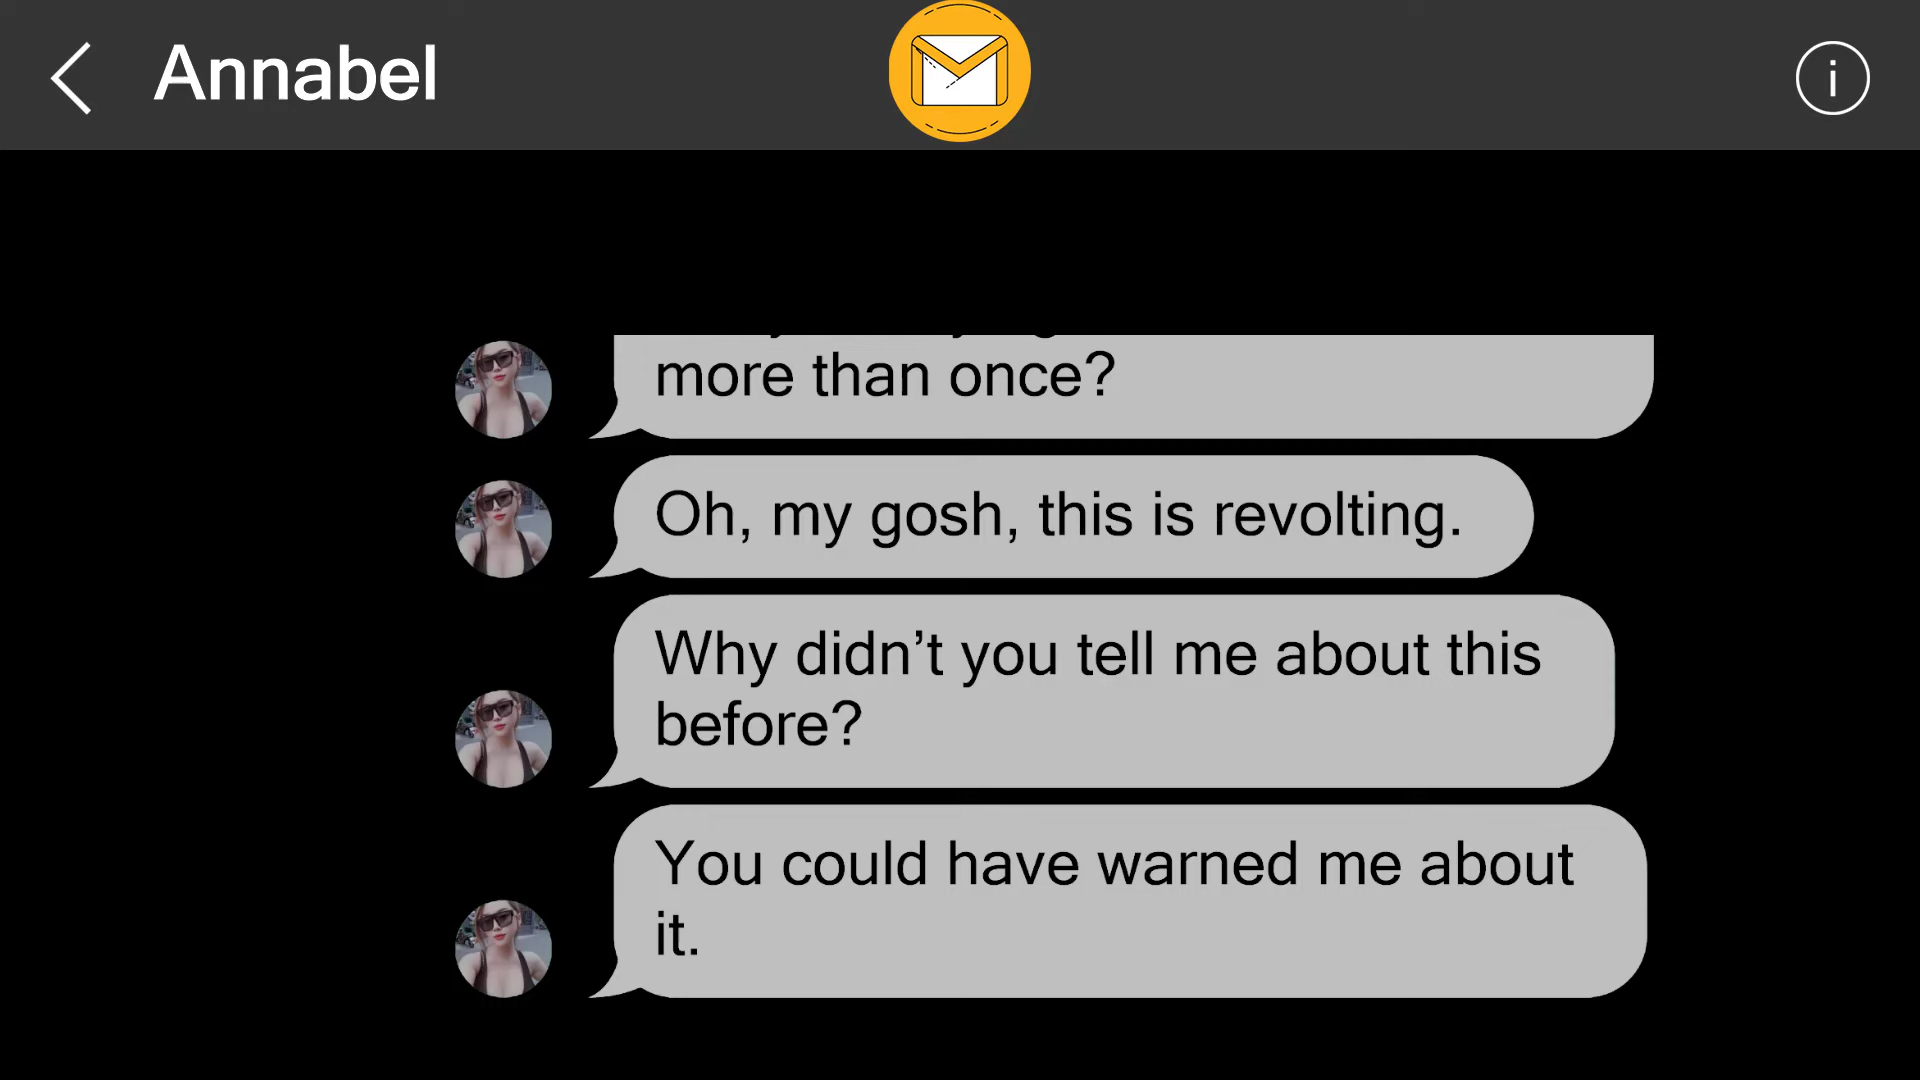 Annabel
more than once?
Oh, my gosh, this is revolting.
Why didn’t you tell me about this
before?
You could have warned me about
it.